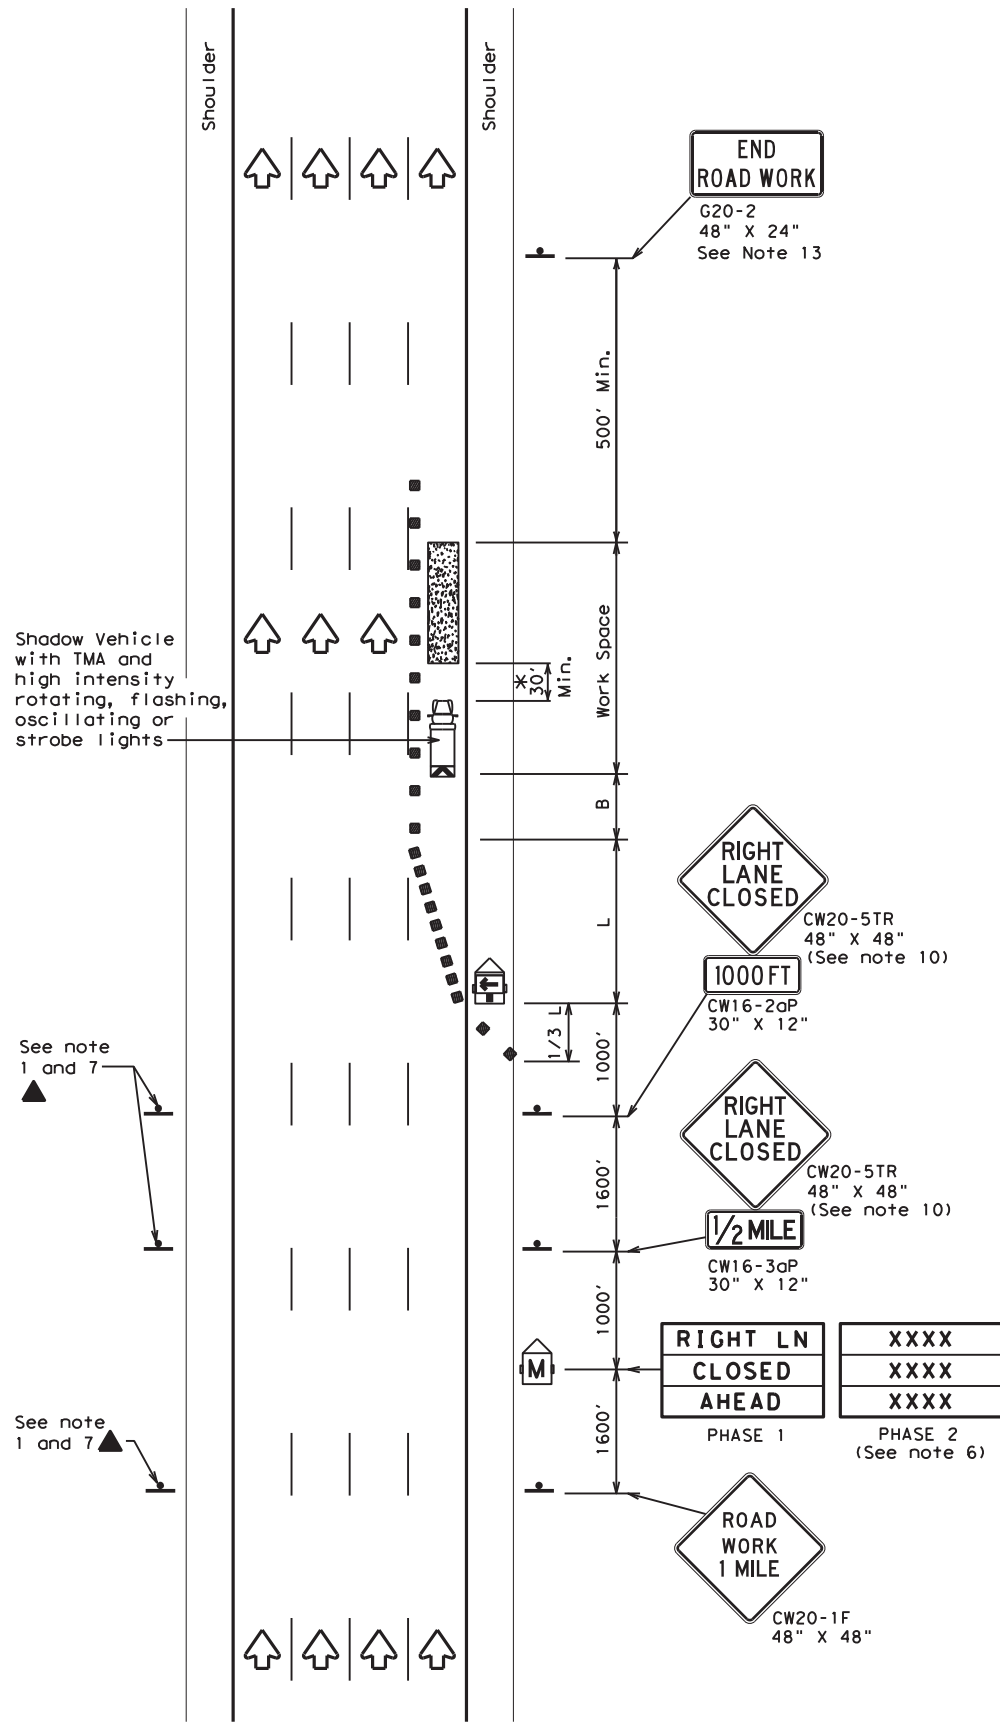 Shoulder
Shoulder
END
ROAD WORK
G20-2
48" X 24"
See Note 13
500' Min.
Shadow Vehicle
with TMA and
high intensity
rotating, flashing,
oscillating or
strobe lights
*
30'
Min.
Work Space
B
L
RIGHT
LANE
CLOSED
CW20-5TR
48" X 48"
(See note 10)
1000 FT
CW16-2aP
30" X 12"
1/3 L
1000'
See note
1 and 7
RIGHT
LANE
CLOSED
CW20-5TR
48" X 48"
(See note 10)
1/2 MILE
CW16-3aP
30" X 12"
1600'
1000'
M
RIGHT LN
CLOSED
AHEAD
PHASE 1
XXXX
XXXX
XXXX
PHASE 2
(See note 6)
See note
1 and 7
1600'
ROAD
WORK
1 MILE
CW20-1F
48" X 48"